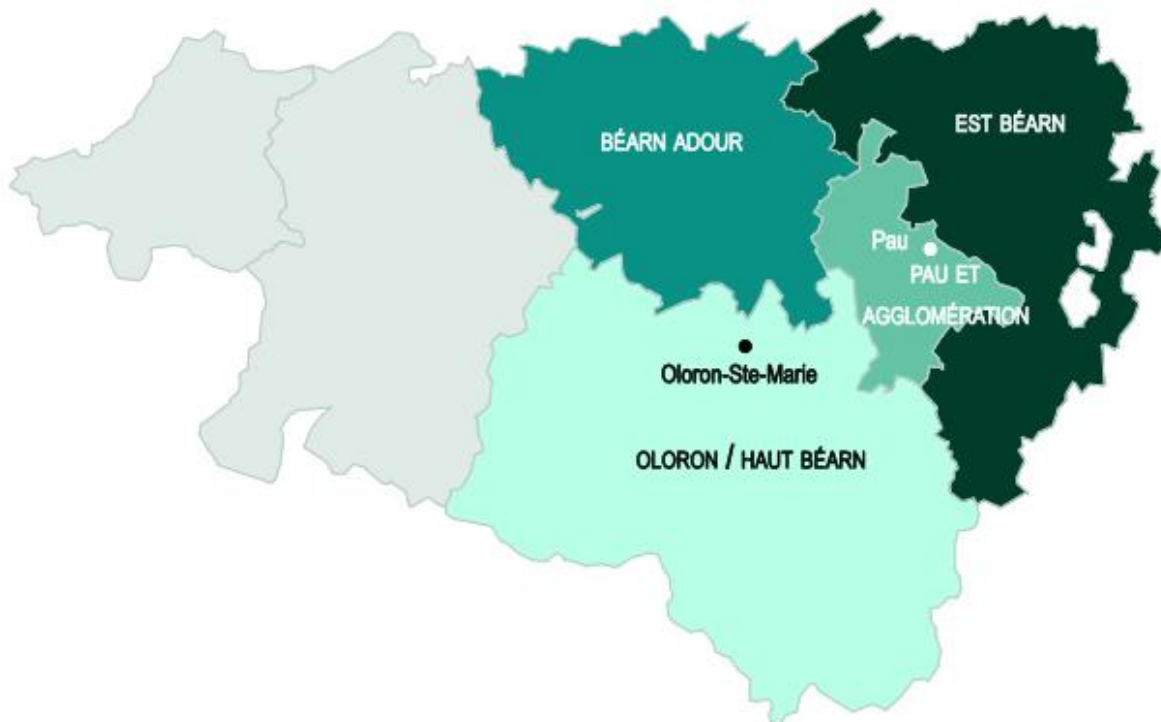 EST BÉARN
BÉARN ADOUR
Pau
PAU ET
AGGLOMÉRATION
Oloron-Ste-Marie
OLORON / HAUT BÉARN